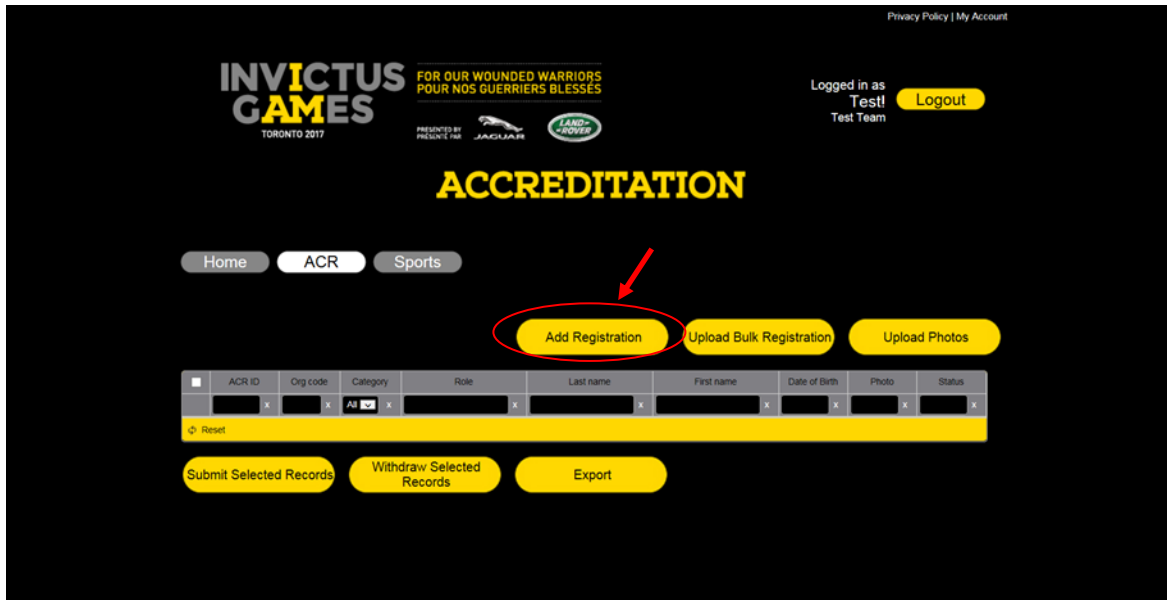 Privacy Policy | My Account
INVICTUS
GAMES
TORONTO 2017
FOR OUR WOUNDED WARRIORS
POUR NOS GUERRIERS BLESSÉS
PRESENTED BY
PRÉSENTÉ PAR
JAGUAR
LAND-
-ROVER
Logged in as
Test!
Test Team
Logout
ACCREDITATION
Home ACR Sports
Add Registration Upload Bulk Registration Upload Photos
ACR ID Org code Category Role Last name First name Date of Birth Photo Status
x x All x x x x x x x
Reset
Submit Selected Records
Withdraw Selected
Records
Export